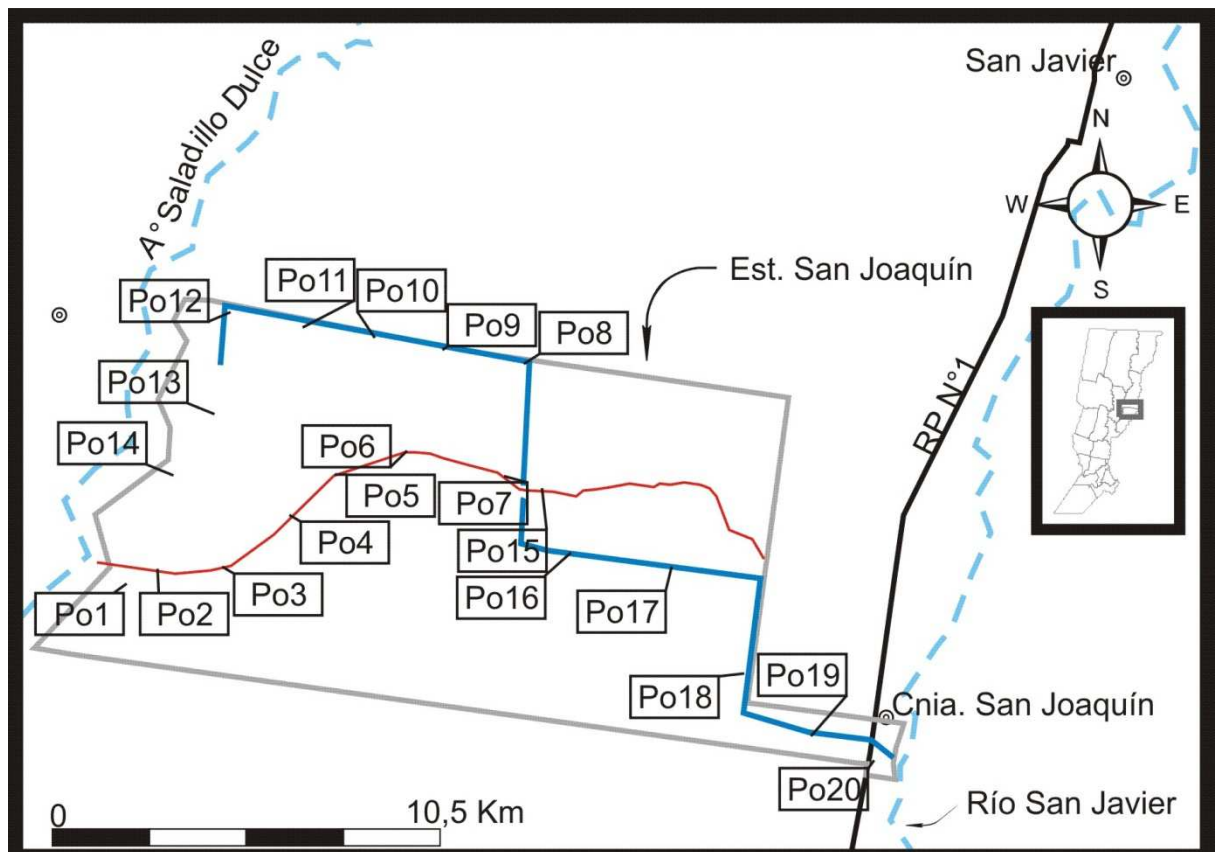 San Javier
A° Saladillo Dulce
N
W
E
S
Est. San Joaquín
Po11
Po10
Po12
Po9
Po8
Po13
RP N°1
Po14
Po6
Po5
Po7
Po4
Po15
Po1
Po2
Po3
Po16
Po17
Po18
Po19
Cnia. San Joaquín
Po20
0
10,5 Km
Río San Javier